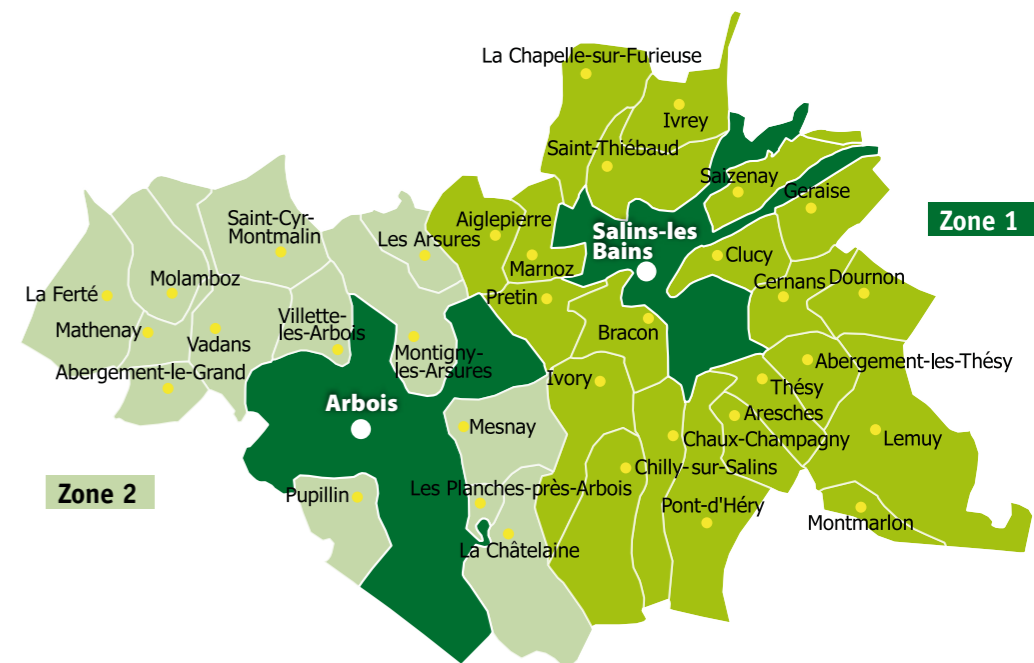 La Chapelle-sur-Furieuse
Ivrey
Saint-Thiébaud
Saizenay
Geraise
Zone 1
Saint-Cyr-
Montmalin
Aiglepierre
Les Arsures
Salins-les
Bains
Marnoz
Clucy
Cernans
Dournon
Molamboz
La Ferté
Pretin
Mathenay
Villette-
les-Arbois
Vadans
Bracon
Montigny-
les-Arsures
Abergement-les-Thésy
Abergement-le-Grand
Ivory
Thésy
Arbois
Aresches
Mesnay
Chaux-Champagny
Lemuy
Chilly-sur-Salins
Zone 2
Pupillin
Les Planches-près-Arbois
Pont-d'Héry
Montmarlon
La Châtelaine